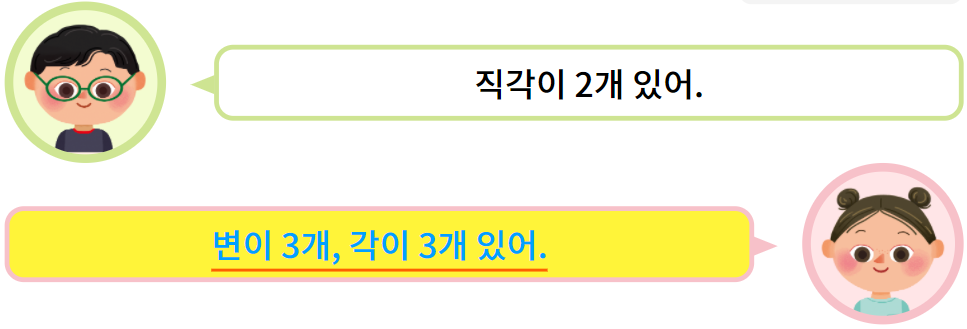 직각이 2개 있어.
변이 3개, 각이 3개 있어.